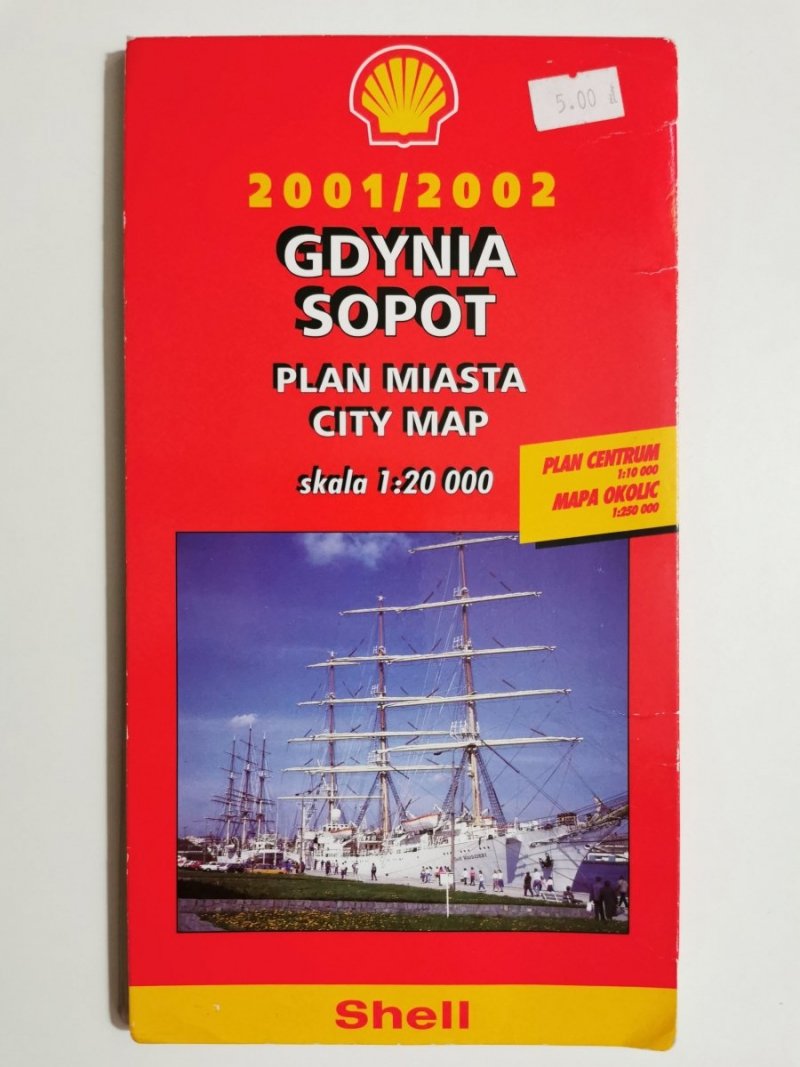 5.00 zł
2001/2002
GDYNIA
SOPOT
PLAN MIASTA
CITY MAP
skala 1:20 000
PLAN CENTRUM
1:10 000
MAPA OKOLIC
1:250 000
Shell